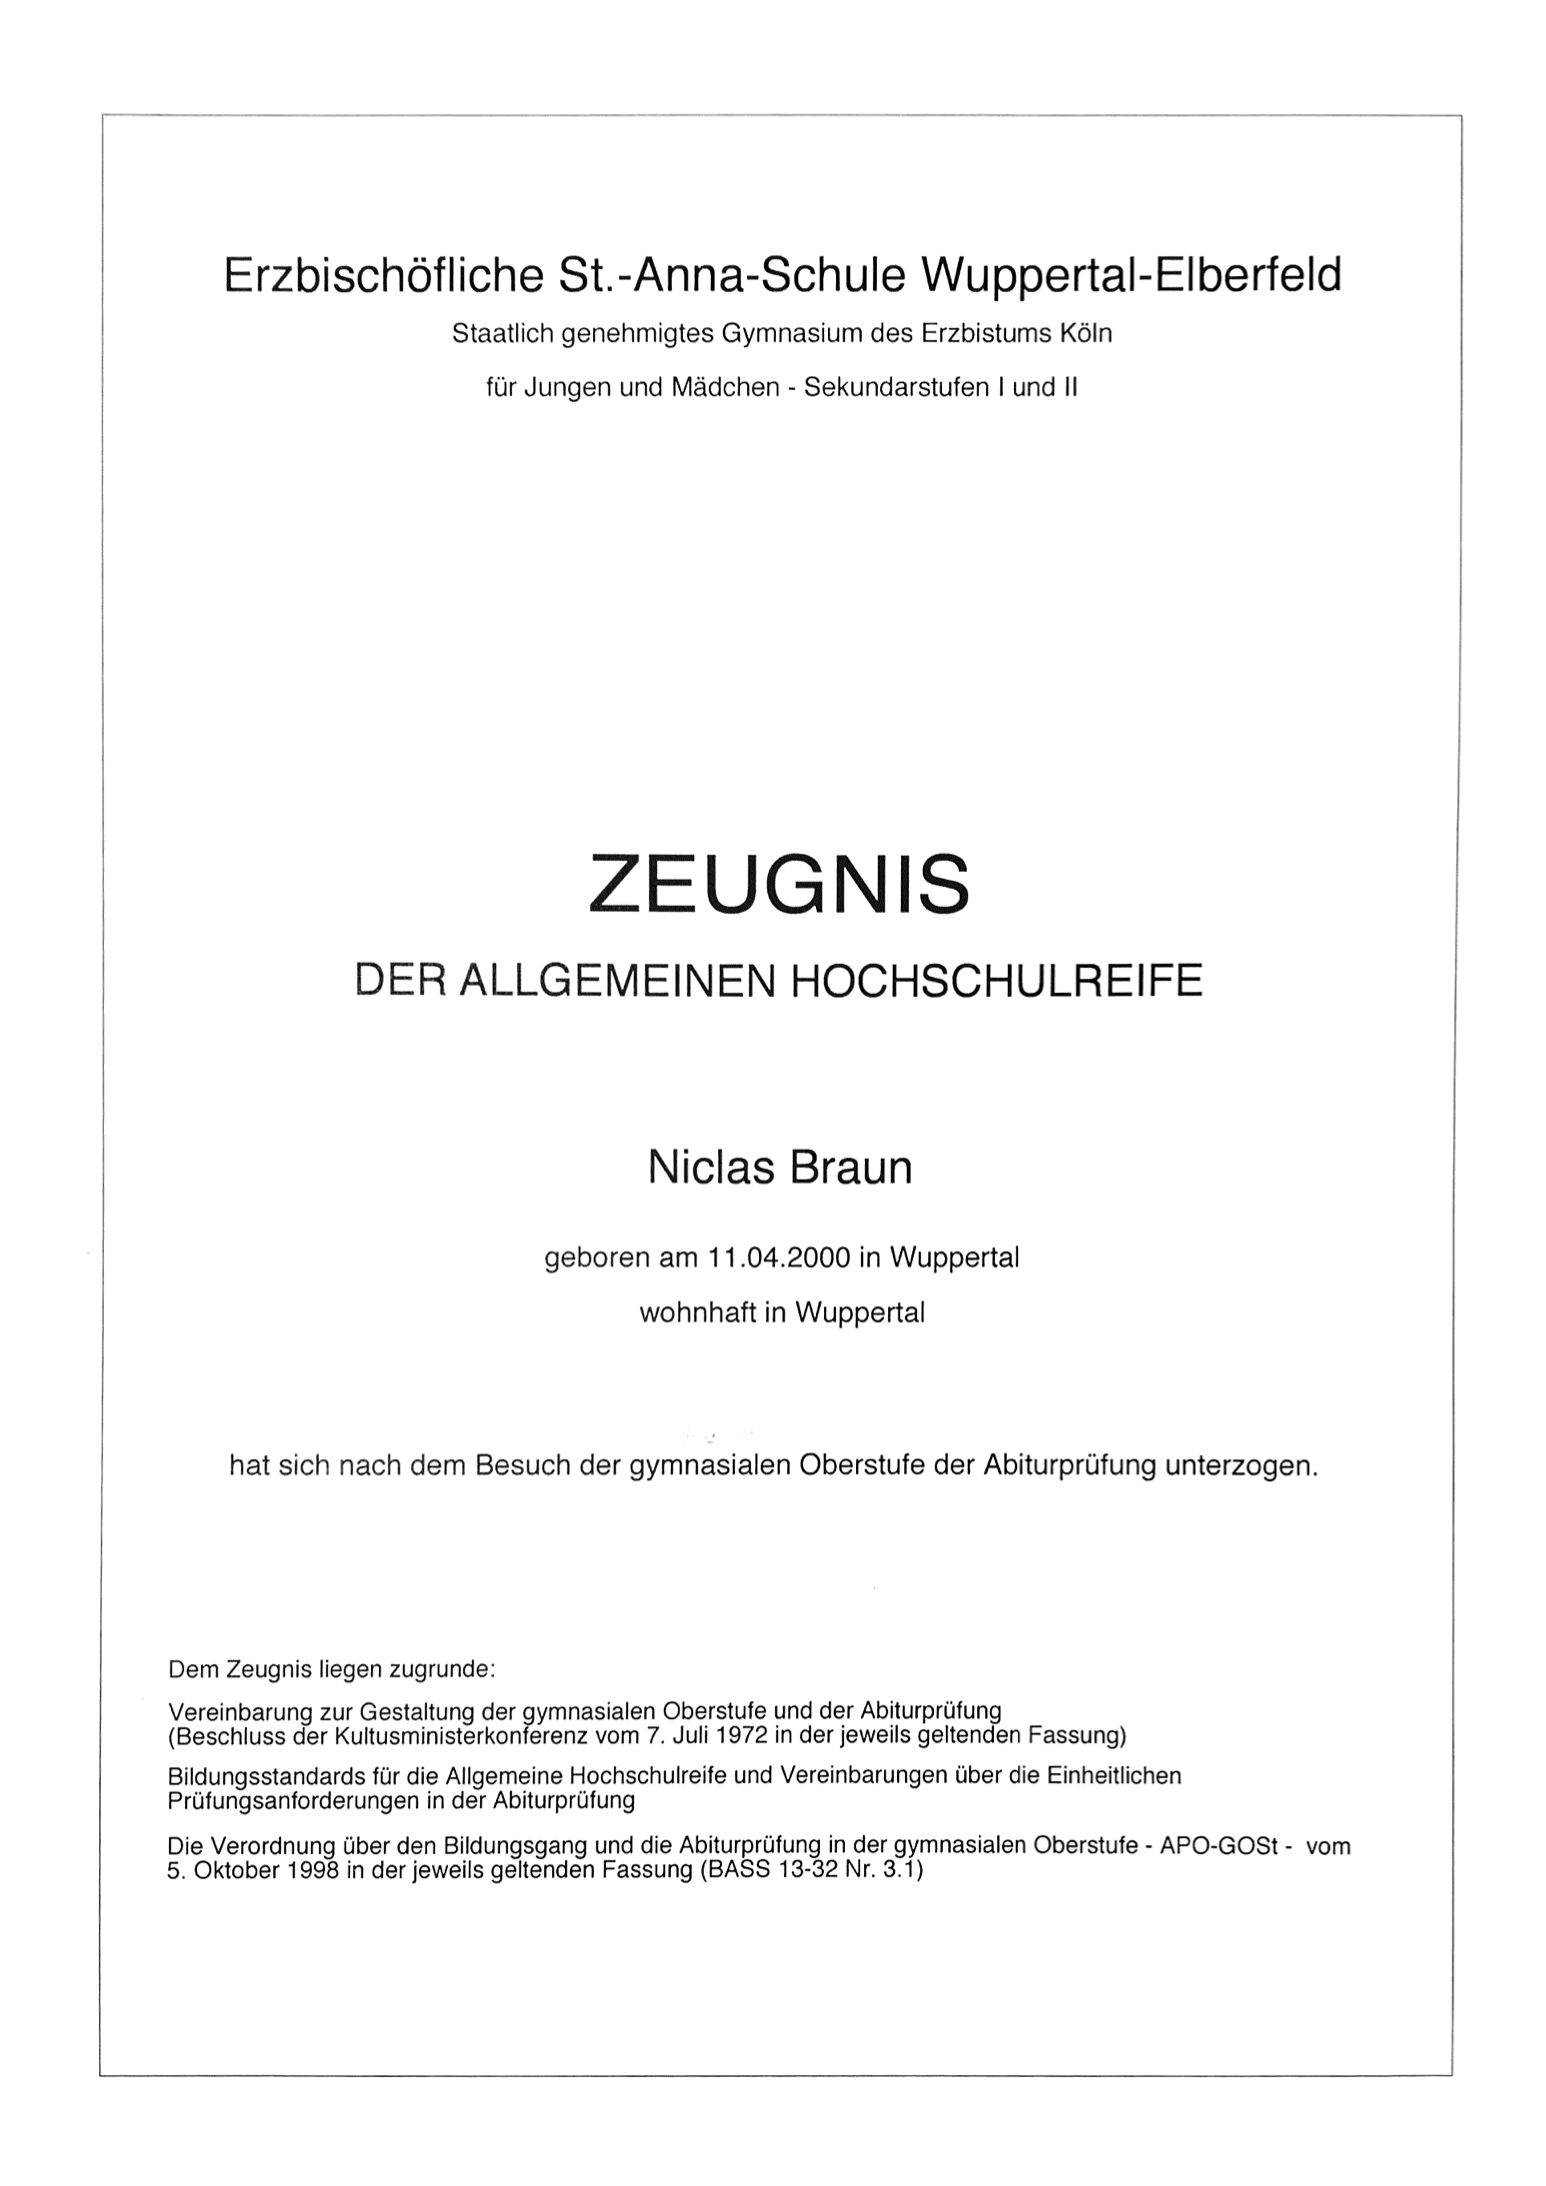 Erzbischöfliche St.-Anna-Schule Wuppertal-Elberfeld
Staatlich genehmigtes Gymnasium des Erzbistums Köln
für Jungen und Mädchen - Sekundarstufen I und II
ZEUGNIS
DER ALLGEMEINEN HOCHSCHULREIFE
Niclas Braun
geboren am 11.04.2000 in Wuppertal
wohnhaft in Wuppertal
hat sich nach dem Besuch der gymnasialen Oberstufe der Abiturprüfung unterzogen.
Dem Zeugnis liegen zugrunde:
Vereinbarung zur Gestaltung der gymnasialen Oberstufe und der Abiturprüfung
(Beschluss der Kultusministerkonferenz vom 7. Juli 1972 in der jeweils geltenden Fassung)
Bildungsstandards für die Allgemeine Hochschulreife und Vereinbarungen über die Einheitlichen
Prüfungsanforderungen in der Abiturprüfung
Die Verordnung über den Bildungsgang und die Abiturprüfung in der gymnasialen Oberstufe - APO-GOSt - vom
5. Oktober 1998 in der jeweils geltenden Fassung (BASS 13-32 Nr. 3.1)